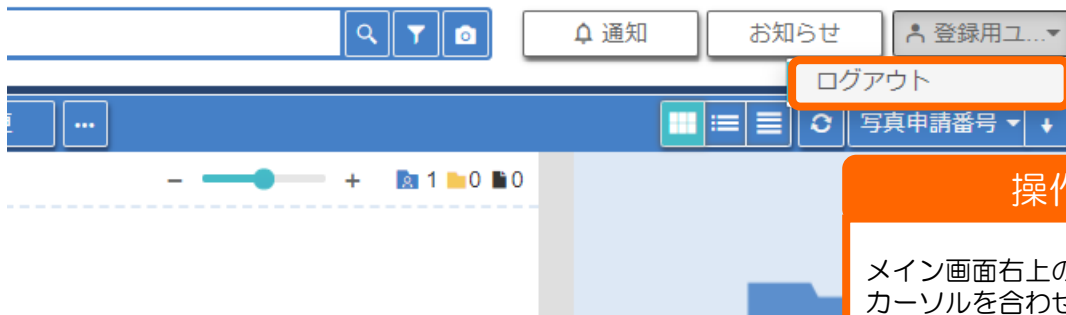 通知
お知らせ
登録用ユ...
ログアウト
...
写真申請番号
− + 1 0 0
メイン画面右上の
カーソルを合わせ